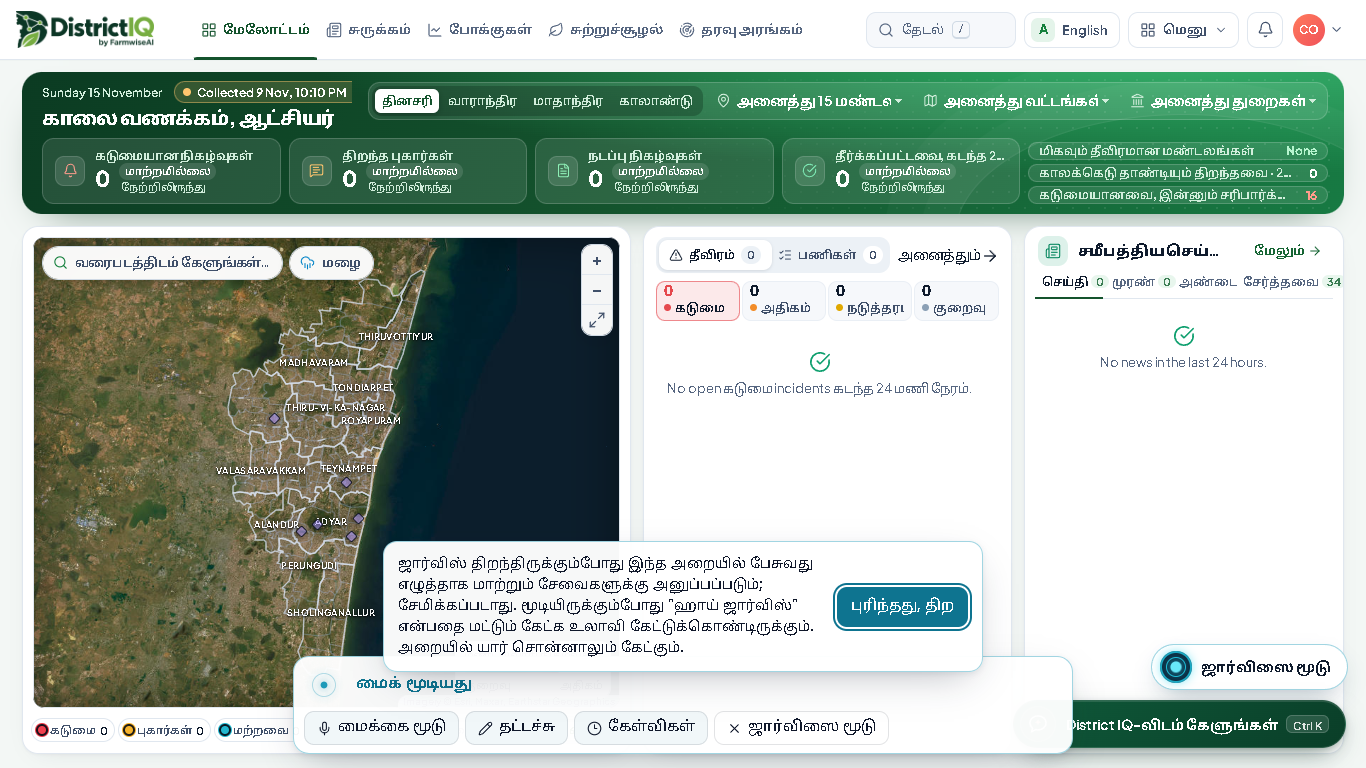 DistrictIQ
by FarmwiseAI
மேலோட்டம்
சுருக்கம்
போக்குகள்
சுற்றுச்சூழல்
தரவு அரங்கம்
தேடல் /
A English
மெனு
CO
Sunday 15 November
Collected 9 Nov, 10:10 PM
காலை வணக்கம், ஆட்சியர்
தினசரி
வாராந்திர
மாதாந்திர
காலாண்டு
அனைத்து 15 மண்டல
அனைத்து வட்டங்கள்
அனைத்து துறைகள்
கடுமையான நிகழ்வுகள்
0 மாற்றமில்லை
நேற்றிலிருந்து
திறந்த புகார்கள்
0 மாற்றமில்லை
நேற்றிலிருந்து
நடப்பு நிகழ்வுகள்
0 மாற்றமில்லை
நேற்றிலிருந்து
தீர்க்கப்பட்டவை, கடந்த 2...
0 மாற்றமில்லை
நேற்றிலிருந்து
மிகவும் தீவிரமான மண்டலங்கள் None
காலக்கெடு தாண்டியும் திறந்தவை · 2... 0
கடுமையானவை, இன்னும் சரிபார்க்... 16
வரைபடத்திடம் கேளுங்கள்...
மழை
+
−
THIRUVOTTIYUR
MADHAVARAM
TONDIARPET
THIRU-VI-KA-NAGAR
ROYAPURAM
VALASARAVAKKAM
TEYNAMPET
ALANDUR
ADYAR
PERUNGUDI
SHOLINGANALLUR
கடுமை 0
புகார்கள் 0
மற்றவை
தீவிரம் 0
பணிகள் 0
அனைத்தும்
0
கடுமை
0
அதிகம்
0
நடுத்தர
0
குறைவு
No open கடுமை incidents கடந்த 24 மணி நேரம்.
சமீபத்திய செய்...
மேலும்
செய்தி 0
முரண் 0
அண்டை
சேர்த்தவை 34
No news in the last 24 hours.
ஜார்விஸ் திறந்திருக்கும்போது இந்த அறையில் பேசுவது
எழுத்தாக மாற்றும் சேவைகளுக்கு அனுப்பப்படும்;
சேமிக்கப்படாது. மூடியிருக்கும்போது "ஹாய் ஜார்விஸ்"
என்பதை மட்டும் கேட்க உலாவி கேட்டுக்கொண்டிருக்கும்.
அறையில் யார் சொன்னாலும் கேட்கும்.
புரிந்தது, திற
மைக் மூடியது
மைக்கை மூடு
தட்டச்சு
கேள்விகள்
ஜார்விஸை மூடு
ஜார்விஸை மூடு
District IQ-விடம் கேளுங்கள் Ctrl K